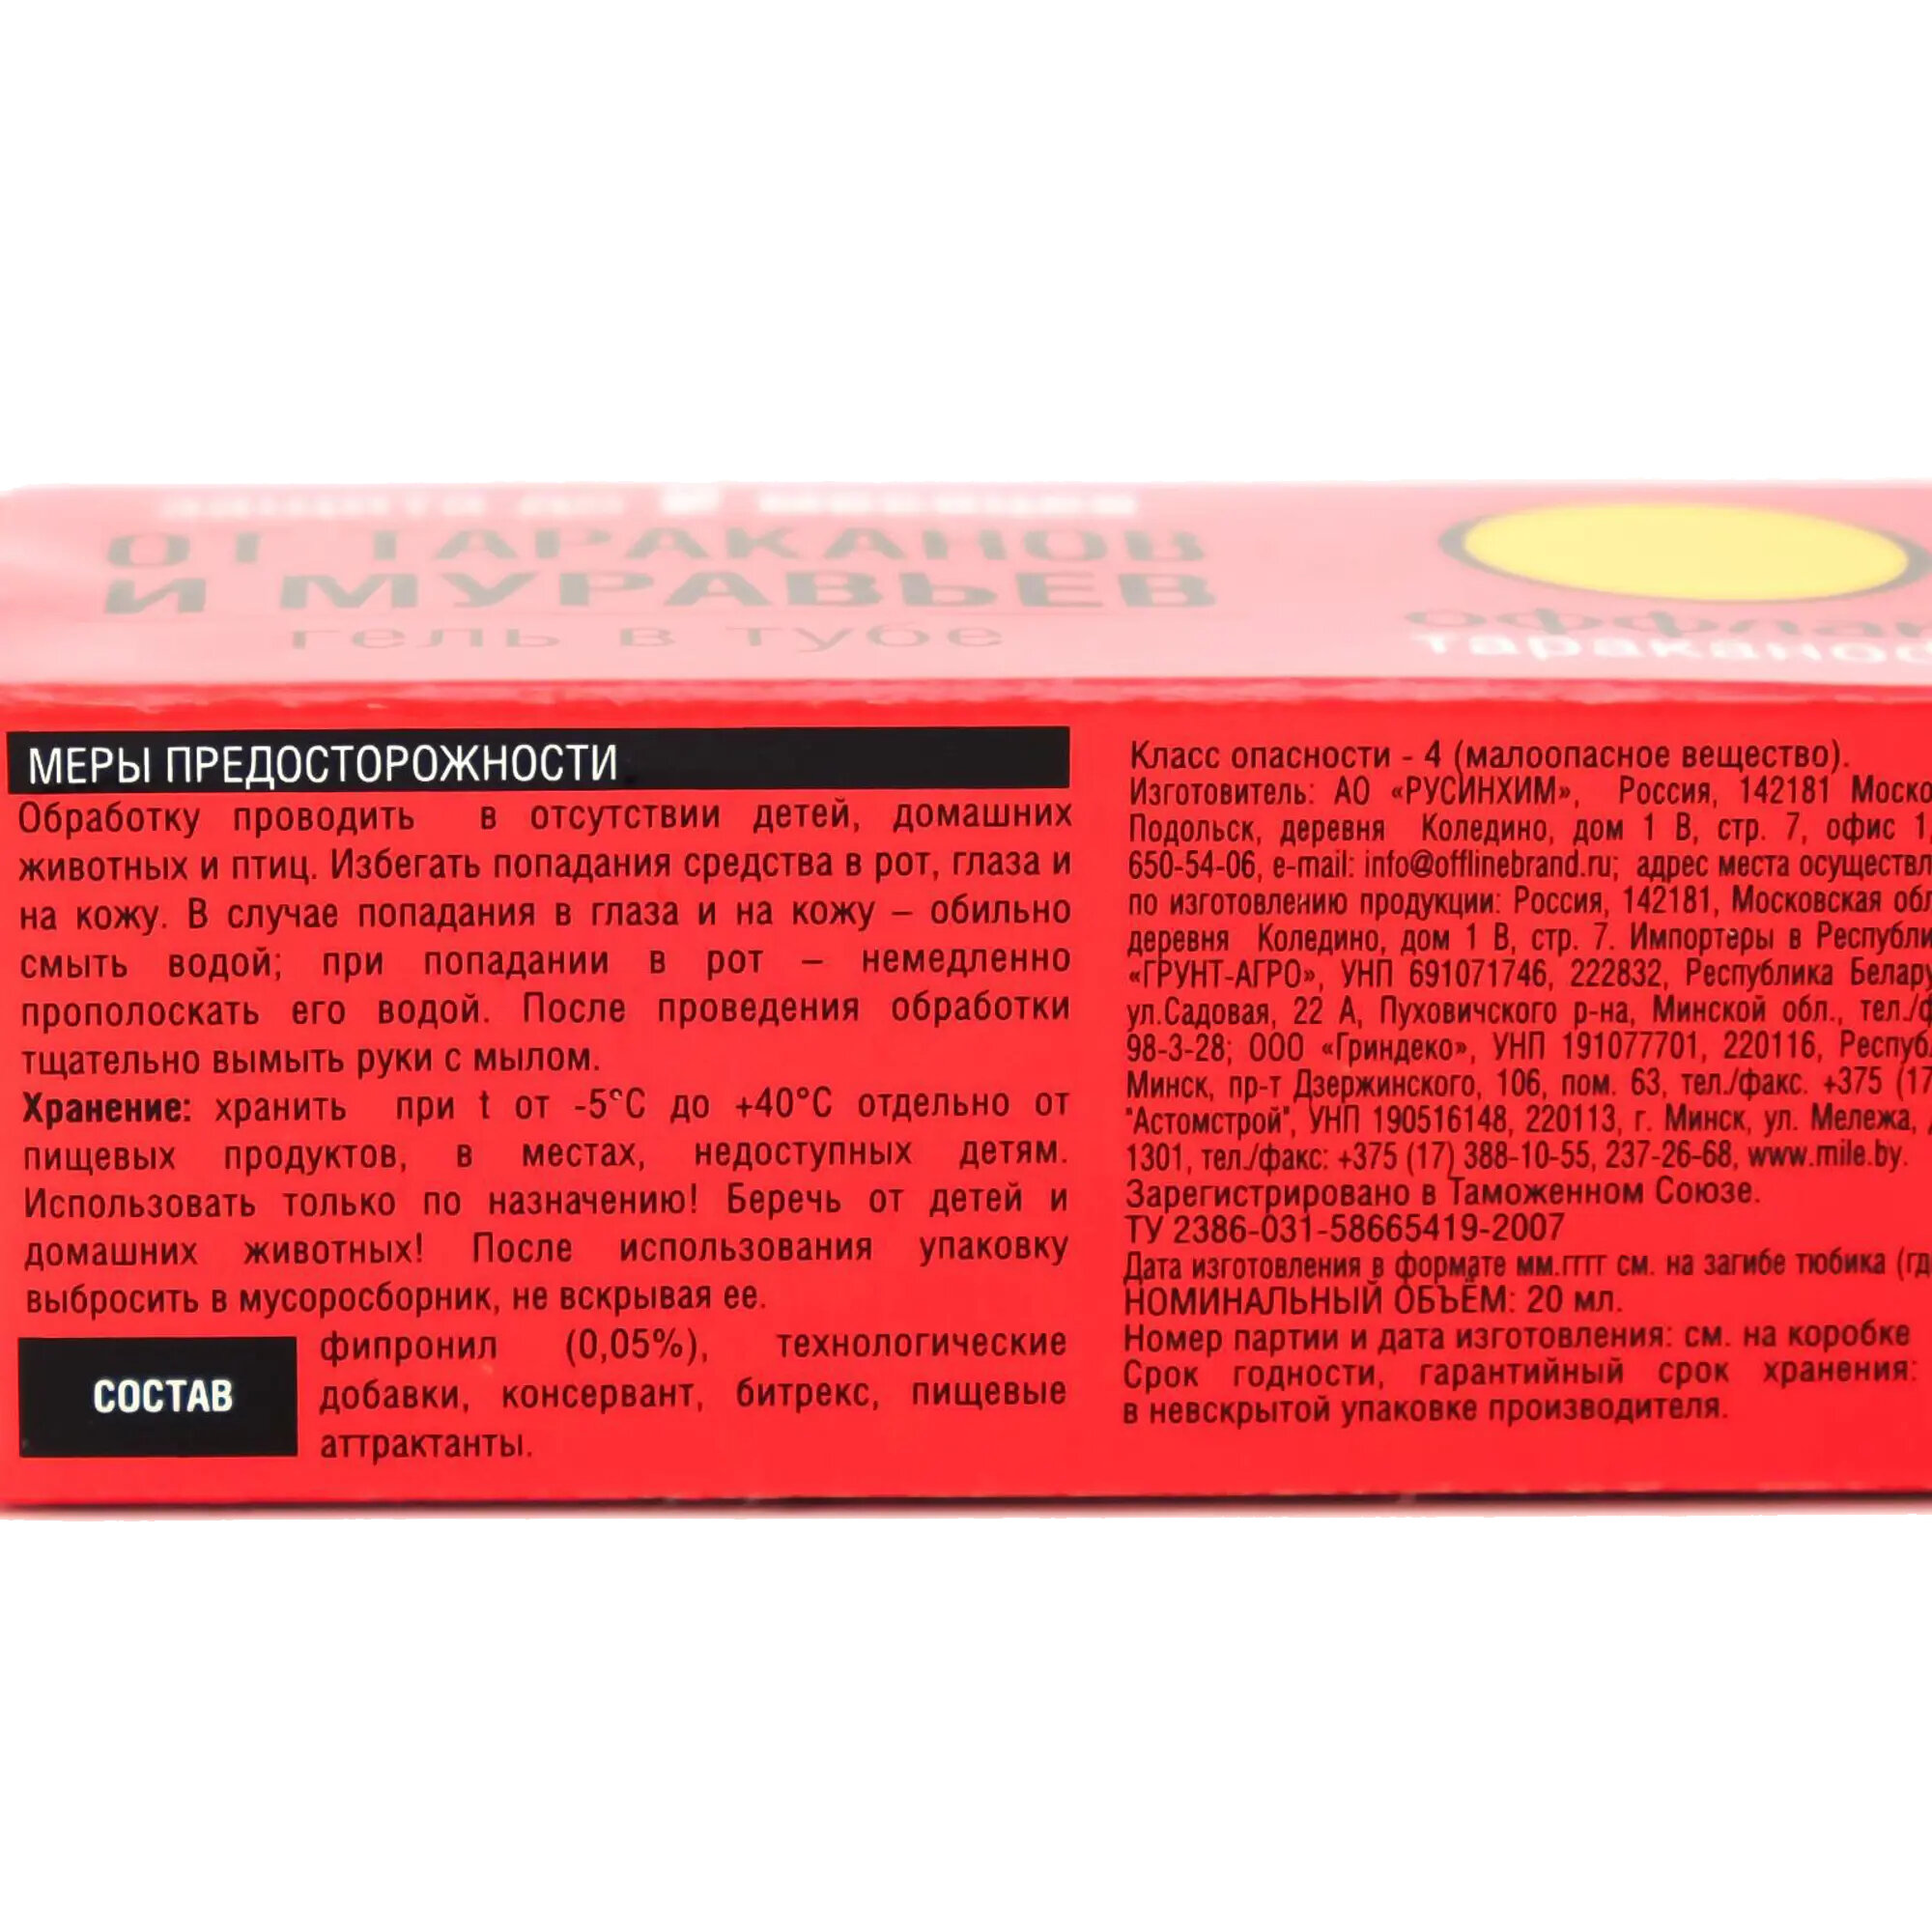 ОТ ТАРАКАНОВ
И МУРАВЬЕВ
гель в тубе
МЕРЫ ПРЕДОСТОРОЖНОСТИ
Обработку проводить в отсутствии детей, домашних
животных и птиц. Избегать попадания средства в рот, глаза и
на кожу. В случае попадания в глаза и на кожу – обильно
смыть водой; при попадании в рот – немедленно
прополоскать его водой. После проведения обработки
тщательно вымыть руки с мылом.
Хранение: хранить при t от -5°С до +40°С отдельно от
пищевых продуктов, в местах, недоступных детям.
Использовать только по назначению! Беречь от детей и
домашних животных! После использования упаковку
выбросить в мусоросборник, не вскрывая ее.
СОСТАВ
фипронил (0,05%), технологические
добавки, консервант, битрекс, пищевые
аттрактанты.
Класс опасности - 4 (малоопасное вещество).
Изготовитель: АО «РУСИНХИМ», Россия, 142181 Моско
Подольск, деревня Коледино, дом 1 В, стр. 7, офис 1,
650-54-06, e-mail: info@offlinebrand.ru; адрес места осуществл
по изготовлению продукции: Россия, 142181, Московская обл
деревня Коледино, дом 1 В, стр. 7. Импортеры в Республи
«ГРУНТ-АГРО», УНП 691071746, 222832, Республика Белару
ул.Садовая, 22 А, Пуховичского р-на, Минской обл., тел./ф
98-3-28; ООО «Гриндеко», УНП 191077701, 220116, Респуб
Минск, пр-т Дзержинского, 106, пом. 63, тел./факс. +375 (17
"Астомстрой", УНП 190516148, 220113, г. Минск, ул. Мележа,
1301, тел./факс: +375 (17) 388-10-55, 237-26-68, www.mile.by.
Зарегистрировано в Таможенном Союзе.
ТУ 2386-031-58665419-2007
Дата изготовления в формате мм.гггг см. на загибе тюбика (гд
НОМИНАЛЬНЫЙ ОБЪЁМ: 20 мл.
Номер партии и дата изготовления: см. на коробке
Срок годности, гарантийный срок хранения:
в невскрытой упаковке производителя.